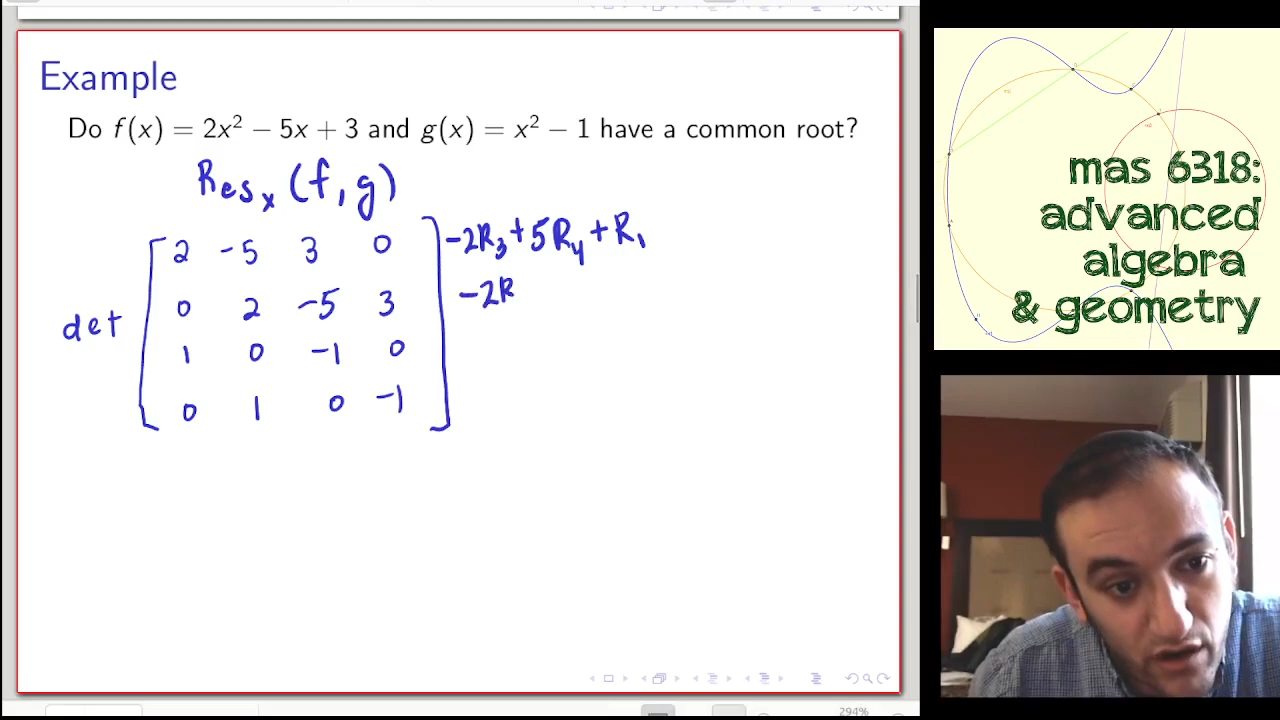 Example
Do f(x) = 2x² − 5x + 3 and g(x) = x² − 1 have a common root?
Resₓ (f, g)
det
2 -5 3 0 -2R₃ + 5R₄ + R₁
0 2 -5 3 -2R
1 0 -1 0
0 1 0 -1
mas 6318:
advanced
algebra
& geometry
294%